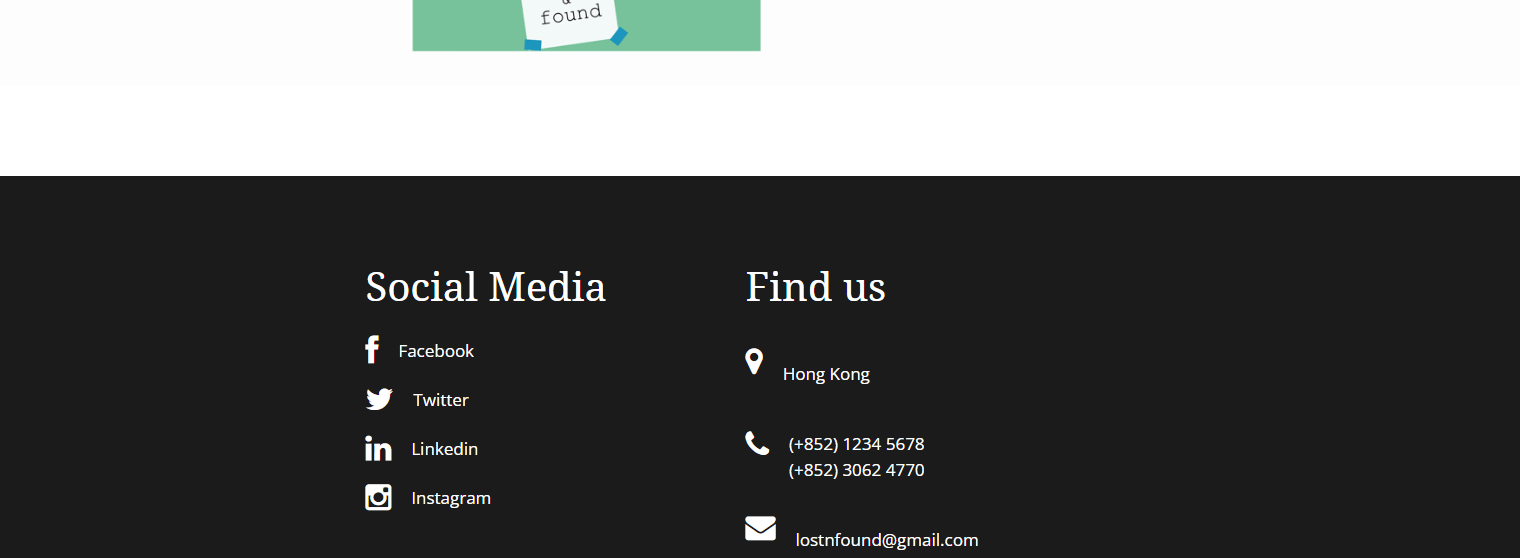 found
Social Media
Facebook
Twitter
Linkedin
Instagram
Find us
Hong Kong
(+852) 1234 5678
(+852) 3062 4770
lostnfound@gmail.com